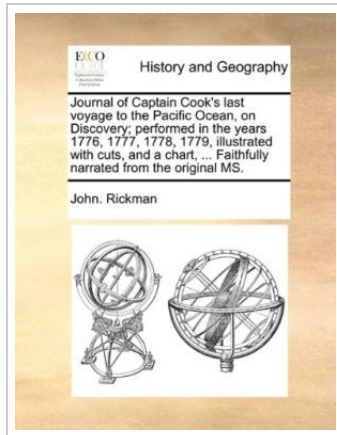 ECCO
History and Geography
Journal of Captain Cook's last
voyage to the Pacific Ocean, on
Discovery; performed in the years
1776, 1777, 1778, 1779, illustrated
with cuts, and a chart, ... Faithfully
narrated from the original MS.
John. Rickman